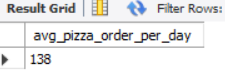 Result Grid Filter Rows:
avg_pizza_order_per_day
138